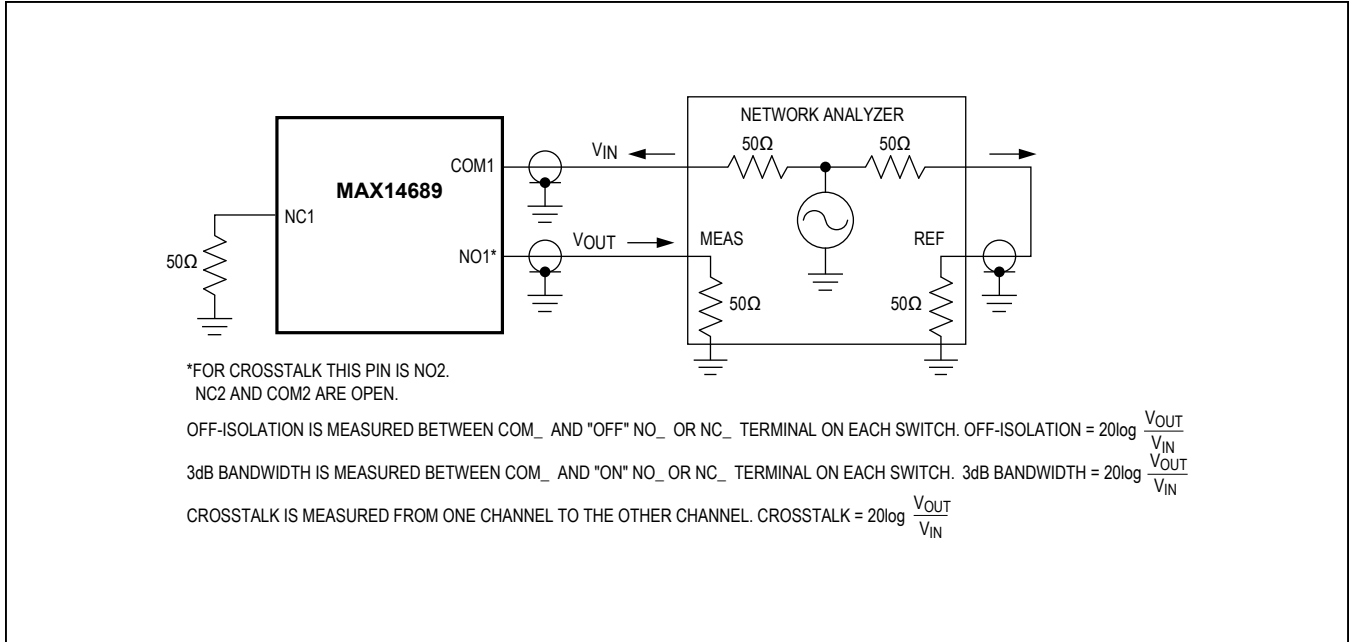 NETWORK ANALYZER
50Ω 50Ω
VIN
COM1
MAX14689
NC1
VOUT
MEAS REF
NO1*
50Ω
50Ω 50Ω
*FOR CROSSTALK THIS PIN IS NO2.
NC2 AND COM2 ARE OPEN.
OFF-ISOLATION IS MEASURED BETWEEN COM_ AND "OFF" NO_ OR NC_ TERMINAL ON EACH SWITCH. OFF-ISOLATION = 20log VOUT/VIN
3dB BANDWIDTH IS MEASURED BETWEEN COM_ AND "ON" NO_ OR NC_ TERMINAL ON EACH SWITCH. 3dB BANDWIDTH = 20log VOUT/VIN
CROSSTALK IS MEASURED FROM ONE CHANNEL TO THE OTHER CHANNEL. CROSSTALK = 20log VOUT/VIN